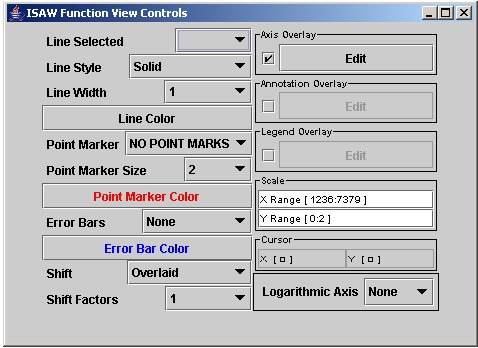 ISAW Function View Controls
Line Selected
Line Style Solid
Line Width 1
Line Color
Point Marker NO POINT MARKS
Point Marker Size 2
Point Marker Color
Error Bars None
Error Bar Color
Shift Overlaid
Shift Factors 1
Axis Overlay
Edit
Annotation Overlay
Edit
Legend Overlay
Edit
Scale
X Range [ 1236:7379 ]
Y Range [ 0:2 ]
Cursor
X [ ◘ ] Y [ ◘ ]
Logarithmic Axis None